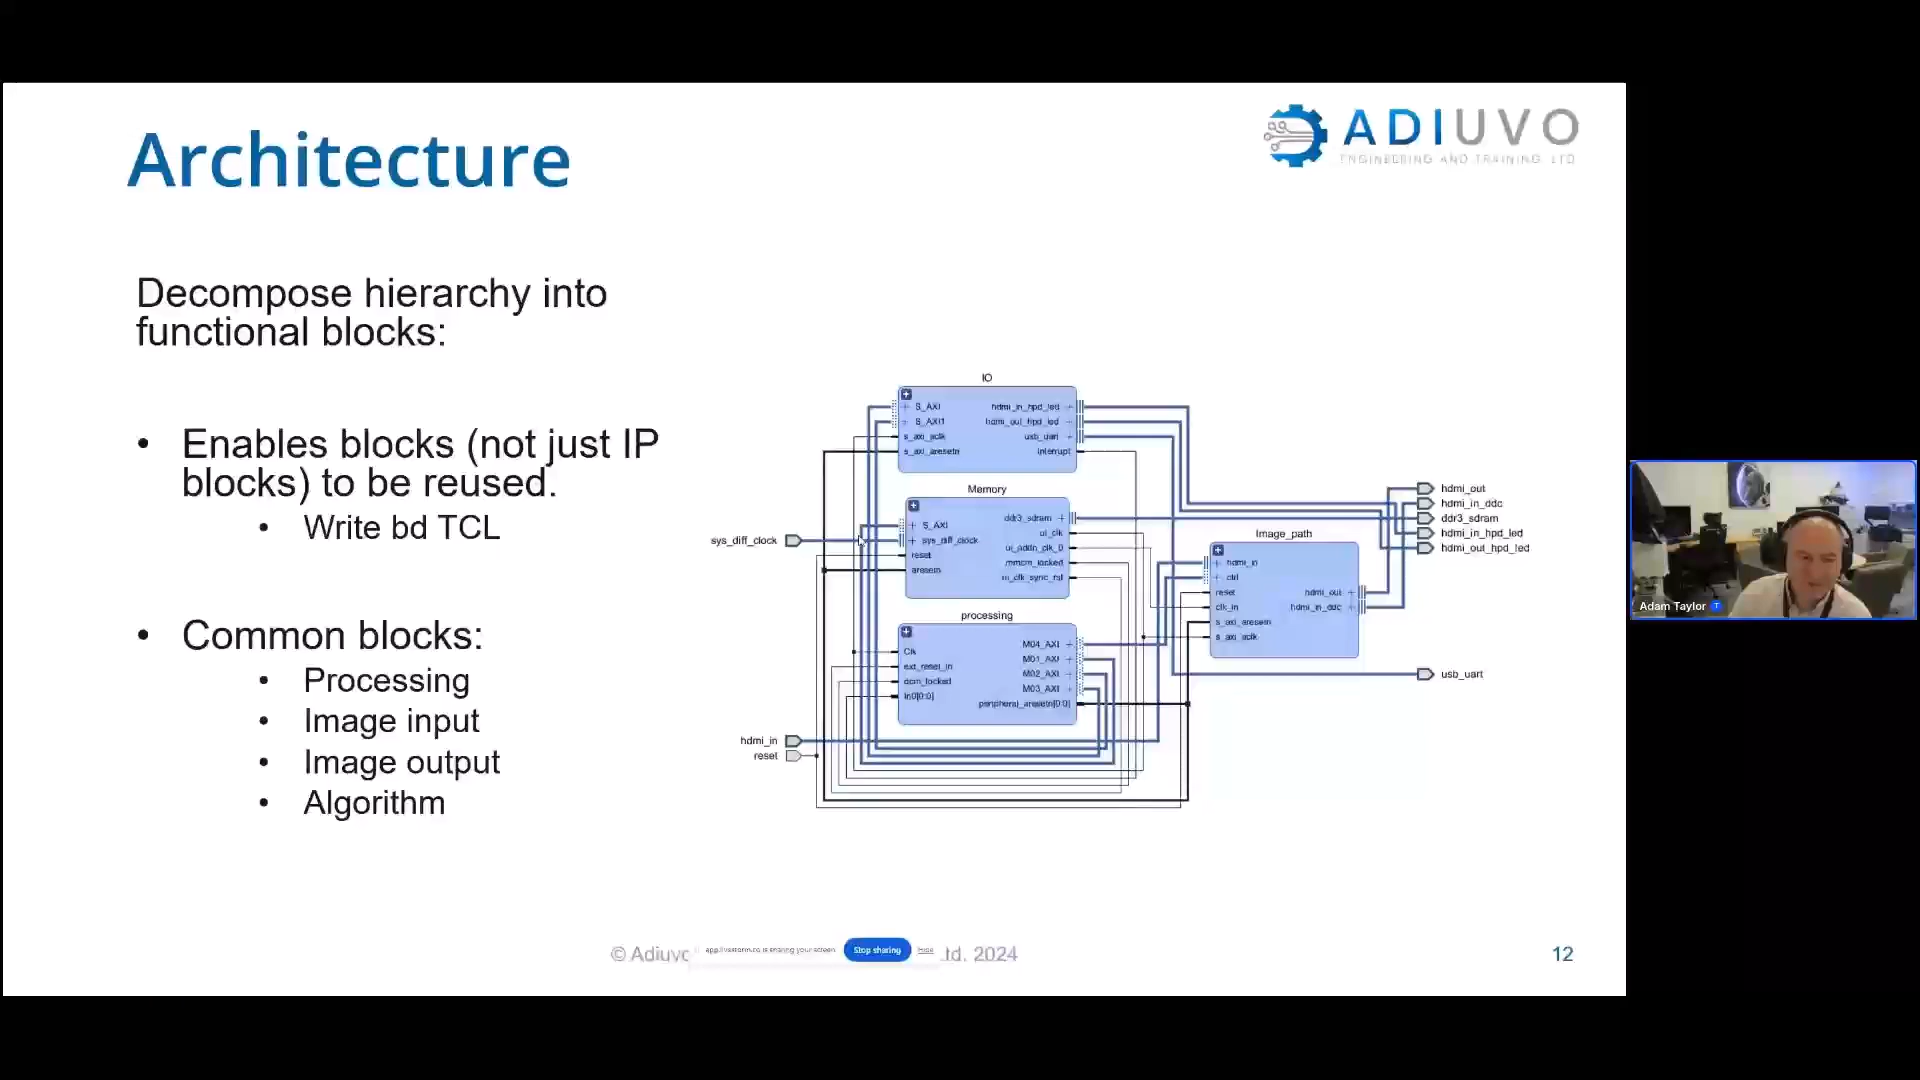 Architecture
ADIUVO
ENGINEERING AND TRAINING LTD
Decompose hierarchy into
functional blocks:
• Enables blocks (not just IP
blocks) to be reused.
• Write bd TCL
• Common blocks:
• Processing
• Image input
• Image output
• Algorithm
IO
S_AXI
S_AXI1
s_axi_aclk
s_axi_aresetn
hdmi_in_hpd_led
hdmi_out_hpd_led
usb_uart
interrupt
Memory
S_AXI
sys_diff_clock
reset
aresetn
ddr3_sdram
ui_clk
ui_addn_clk_0
mmcm_locked
ui_clk_sync_rst
processing
Clk
ext_reset_in
dcm_locked
In0[0:0]
M04_AXI
M01_AXI
M02_AXI
M03_AXI
peripheral_aresetn[0:0]
Image_path
hdmi_in
ctrl
reset
clk_in
s_axi_aresetn
s_axi_aclk
hdmi_out
hdmi_in_ddc
sys_diff_clock
hdmi_in
reset
hdmi_out
hdmi_in_ddc
ddr3_sdram
hdmi_in_hpd_led
hdmi_out_hpd_led
usb_uart
Adam Taylor
© Adiuvo
is sharing your screen
Stop sharing
Hide
Ltd. 2024
12